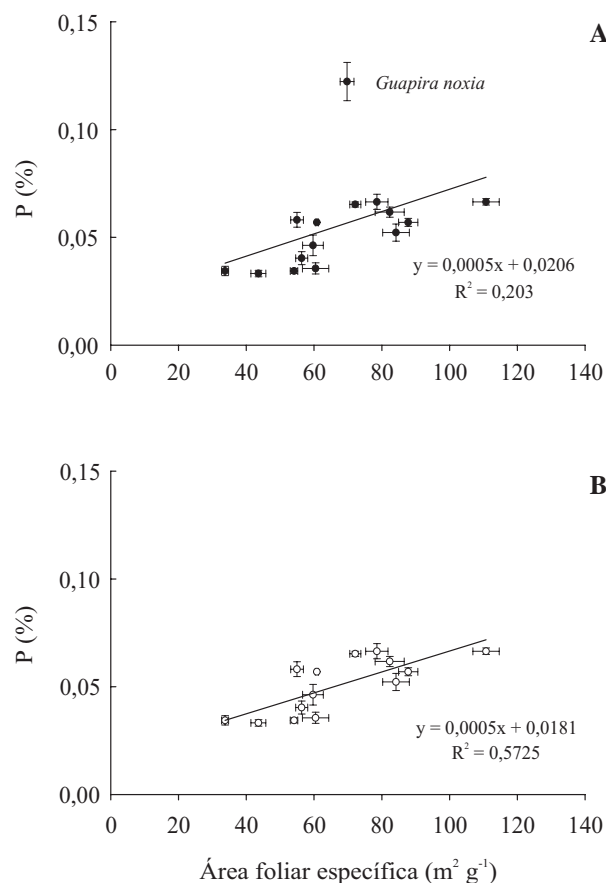 A
0,15
Guapira noxia
0,10
P (%)
0,05
y = 0,0005x + 0,0206
R² = 0,203
0,00
0 20 40 60 80 100 120 140
B
0,15
0,10
P (%)
0,05
y = 0,0005x + 0,0181
R² = 0,5725
0,00
0 20 40 60 80 100 120 140
Área foliar específica (m² g⁻¹)